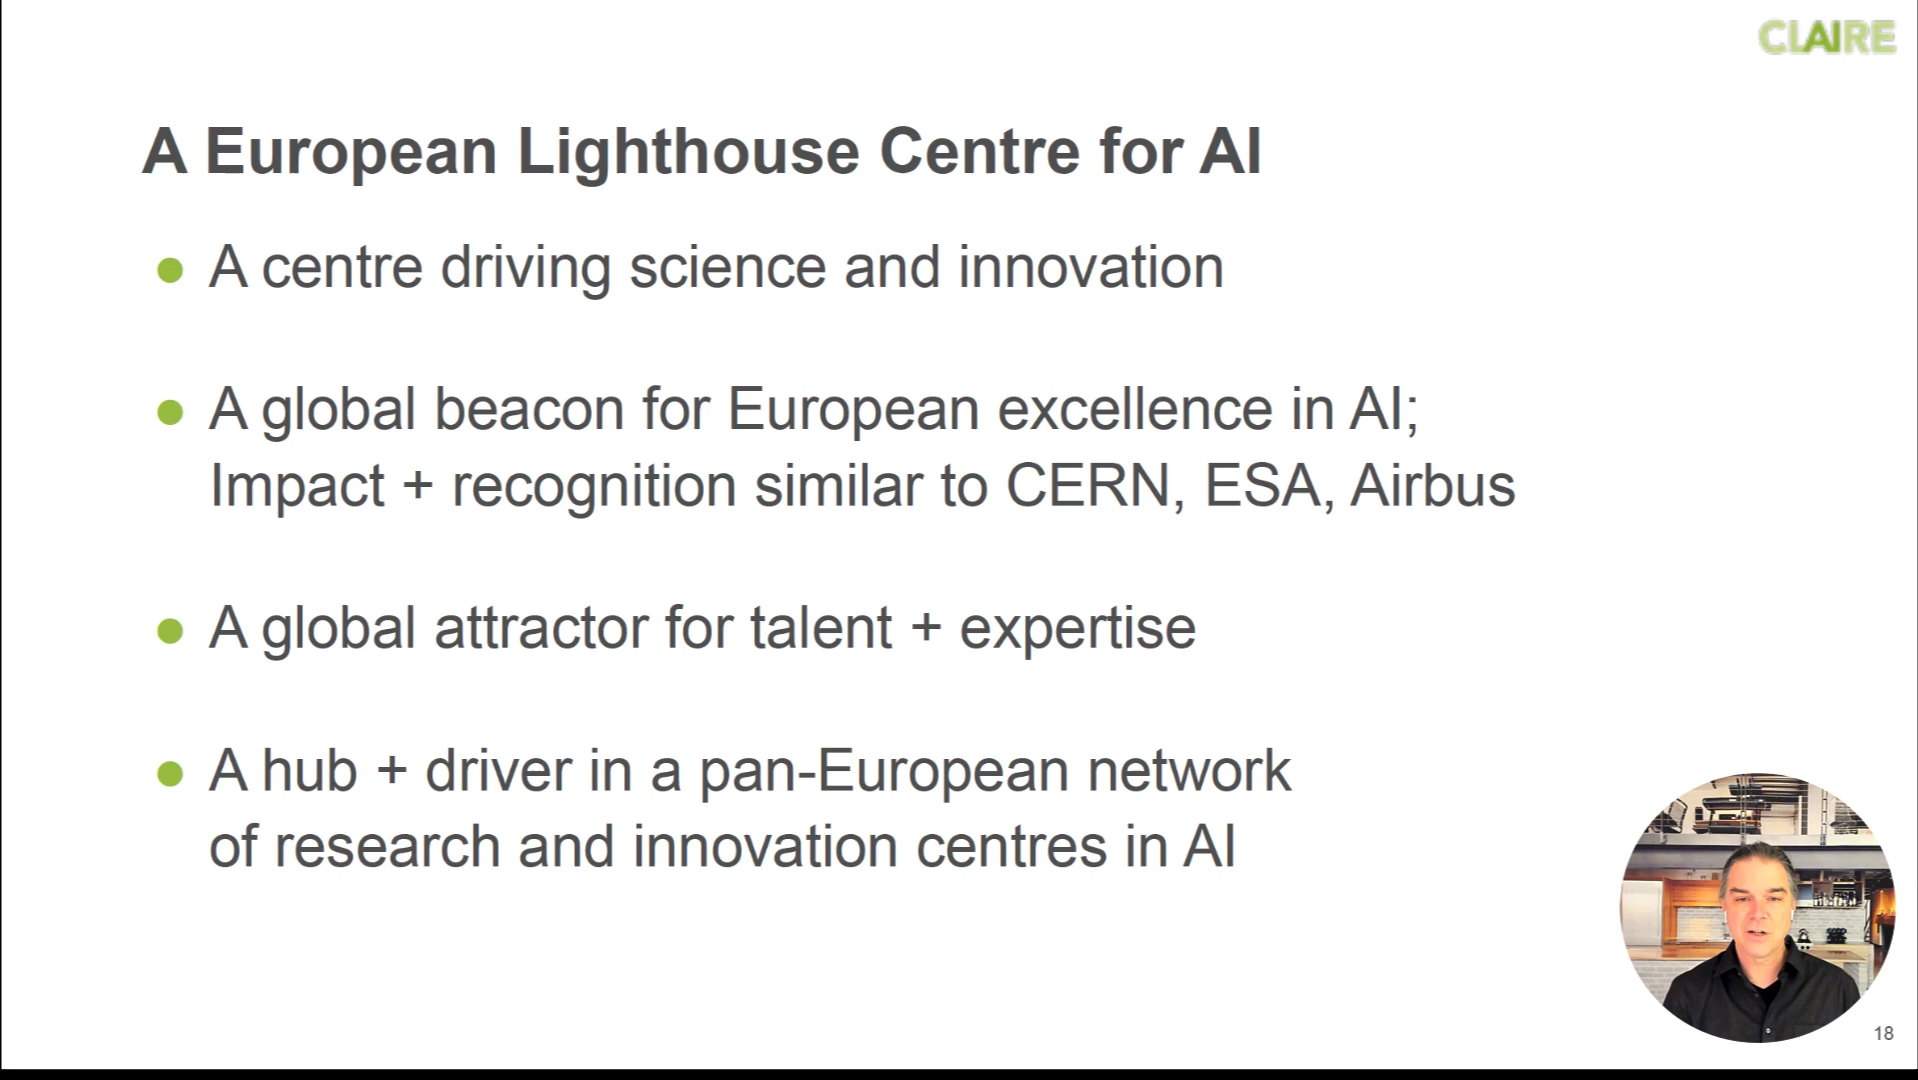 CLAIRE
A European Lighthouse Centre for AI
A centre driving science and innovation
A global beacon for European excellence in AI;
Impact + recognition similar to CERN, ESA, Airbus
A global attractor for talent + expertise
A hub + driver in a pan-European network
of research and innovation centres in AI
18